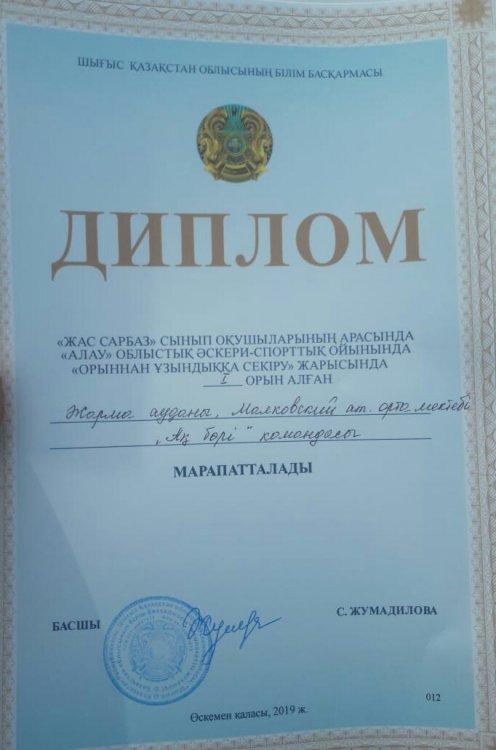 ШЫҒЫС ҚАЗАҚСТАН ОБЛЫСЫНЫҢ БІЛІМ БАСҚАРМАСЫ
ДИПЛОМ
«ЖАС САРБАЗ» СЫНЫП ОҚУШЫЛАРЫНЫҢ АРАСЫНДА
«АЛАУ» ОБЛЫСТЫҚ ӘСКЕРИ-СПОРТТЫҚ ОЙЫНЫНДА
«ОРЫННАН ҰЗЫНДЫҚҚА СЕКІРУ» ЖАРЫСЫНДА
I ОРЫН АЛҒАН
Жарма ауданы, Маяковский ат. орта мектебі
„Ақ бөрі“ командасы
МАРАПАТТАЛАДЫ
БАСШЫ
С. ЖУМАДИЛОВА
012
Өскемен қаласы, 2019 ж.